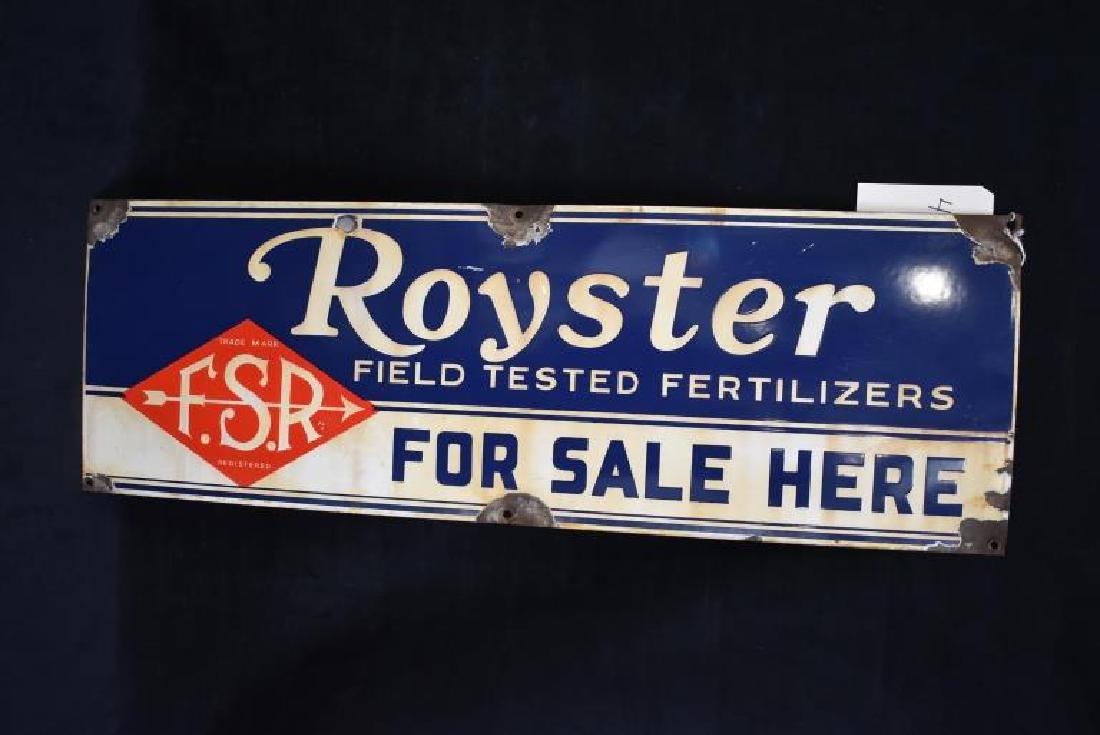 Royster
FIELD TESTED FERTILIZERS
TRADE MARK
F.S.R.
REGISTERED
FOR SALE HERE